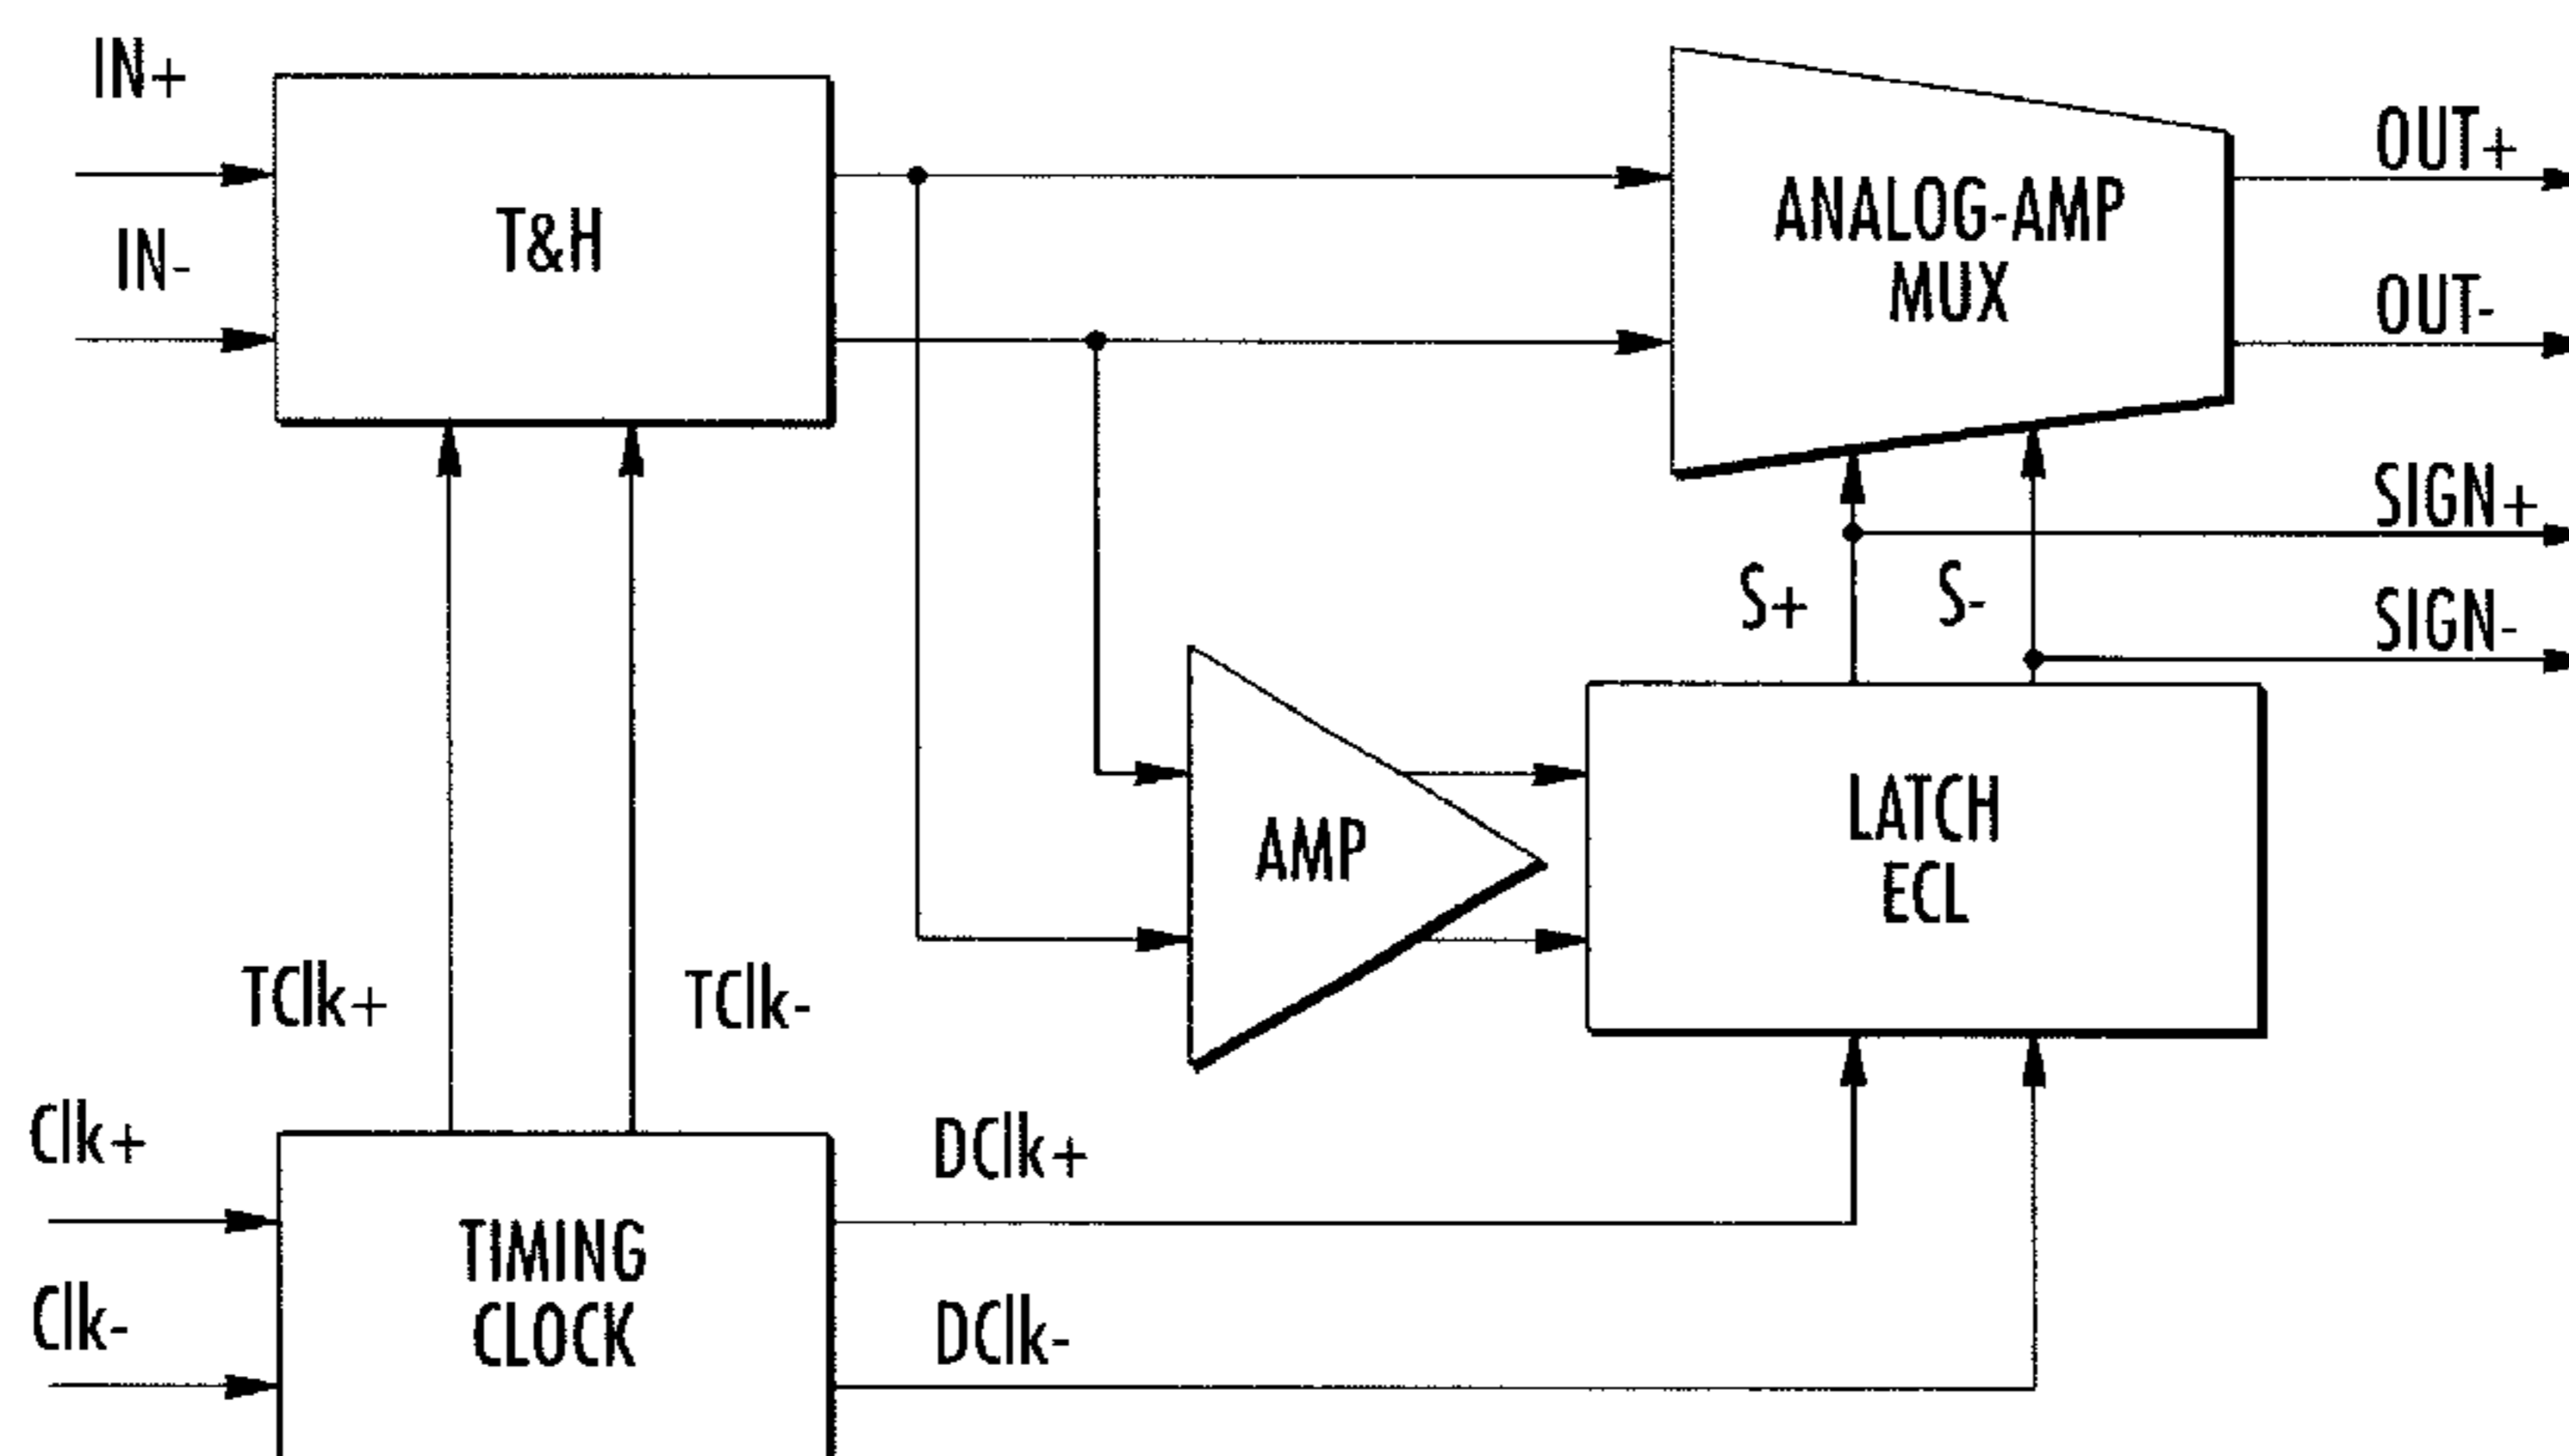 IN+
IN-
T&H
ANALOG-AMP
MUX
OUT+
OUT-
SIGN+
SIGN-
S+
S-
AMP
LATCH
ECL
TClk+
TClk-
Clk+
Clk-
TIMING
CLOCK
DClk+
DClk-